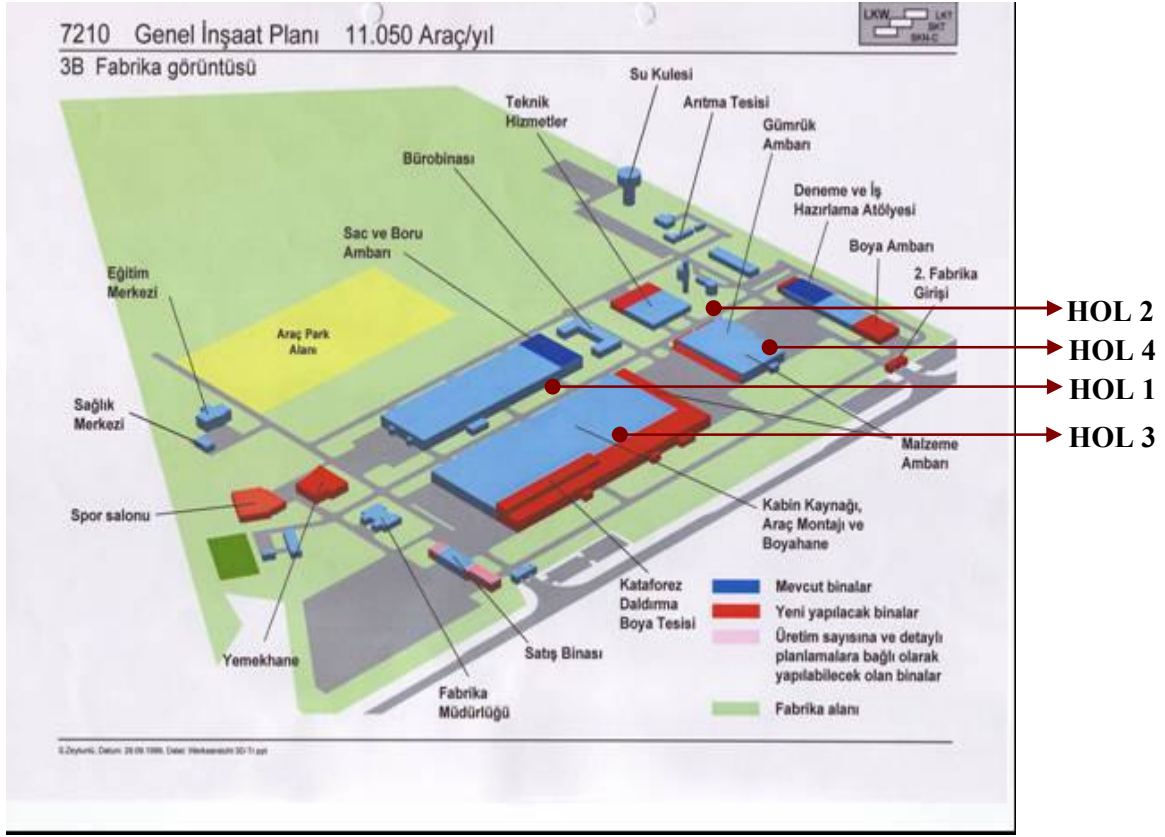 7210 Genel İnşaat Planı 11.050 Araç/yıl
LKW
LKT
SKT
SKN-C
3B Fabrika görüntüsü
Su Kulesi
Teknik
Hizmetler
Arıtma Tesisi
Gümrük
Ambarı
Bürobinası
Deneme ve İş
Hazırlama Atölyesi
Sac ve Boru
Ambarı
Boya Ambarı
Eğitim
Merkezi
2. Fabrika
Girişi
HOL 2
Araç Park
Alanı
HOL 4
HOL 1
Sağlık
Merkezi
HOL 3
Malzeme
Ambarı
Spor salonu
Kabin Kaynağı,
Araç Montajı ve
Boyahane
Kataforez
Daldırma
Boya Tesisi
Mevcut binalar
Yeni yapılacak binalar
Üretim sayısına ve detaylı
planlamalara bağlı olarak
yapılabilecek olan binalar
Fabrika alanı
Yemekhane
Satış Binası
Fabrika
Müdürlüğü